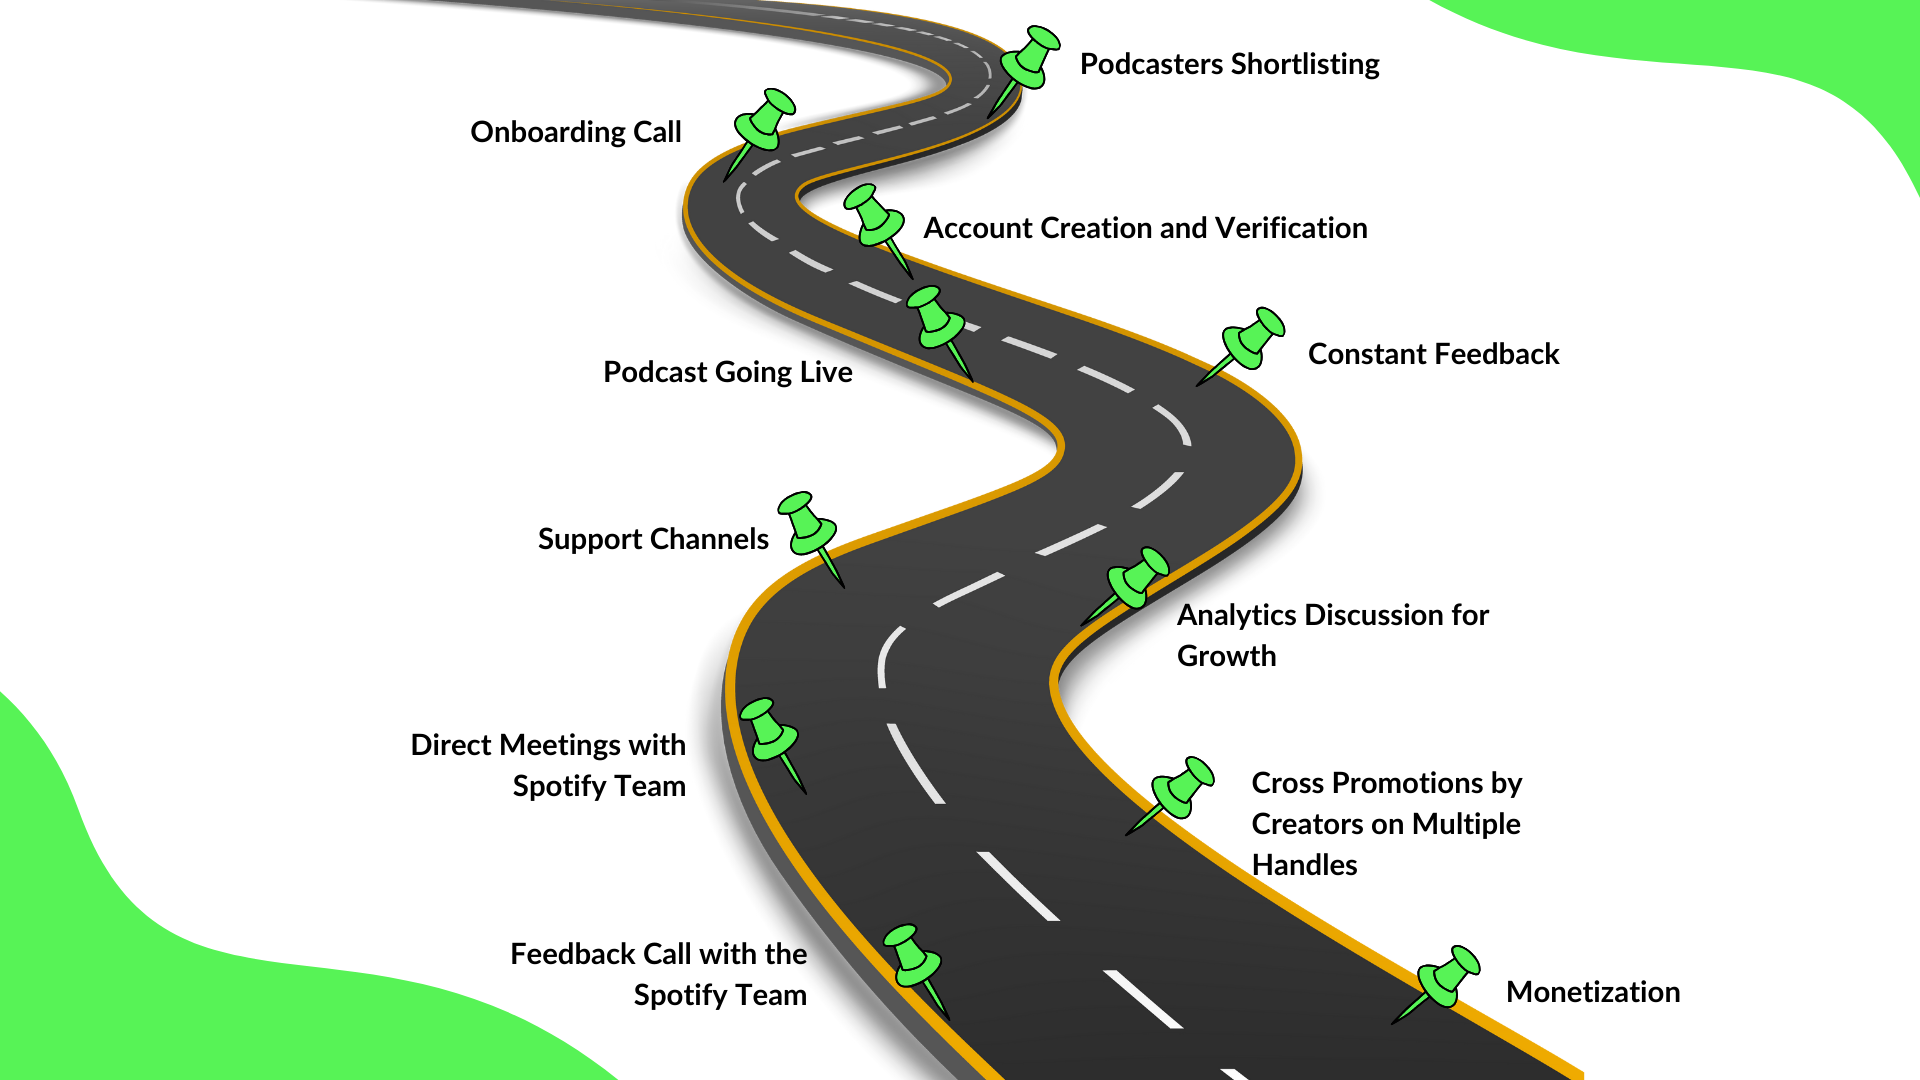 Podcasters Shortlisting
Onboarding Call
Account Creation and Verification
Constant Feedback
Podcast Going Live
Support Channels
Analytics Discussion for
Growth
Direct Meetings with
Spotify Team
Cross Promotions by
Creators on Multiple
Handles
Feedback Call with the
Spotify Team
Monetization